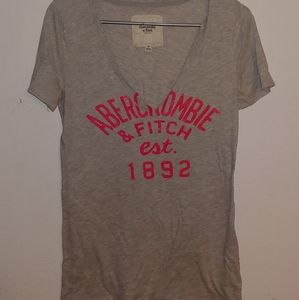 ABERCROMBIE
& FITCH
est.
1892